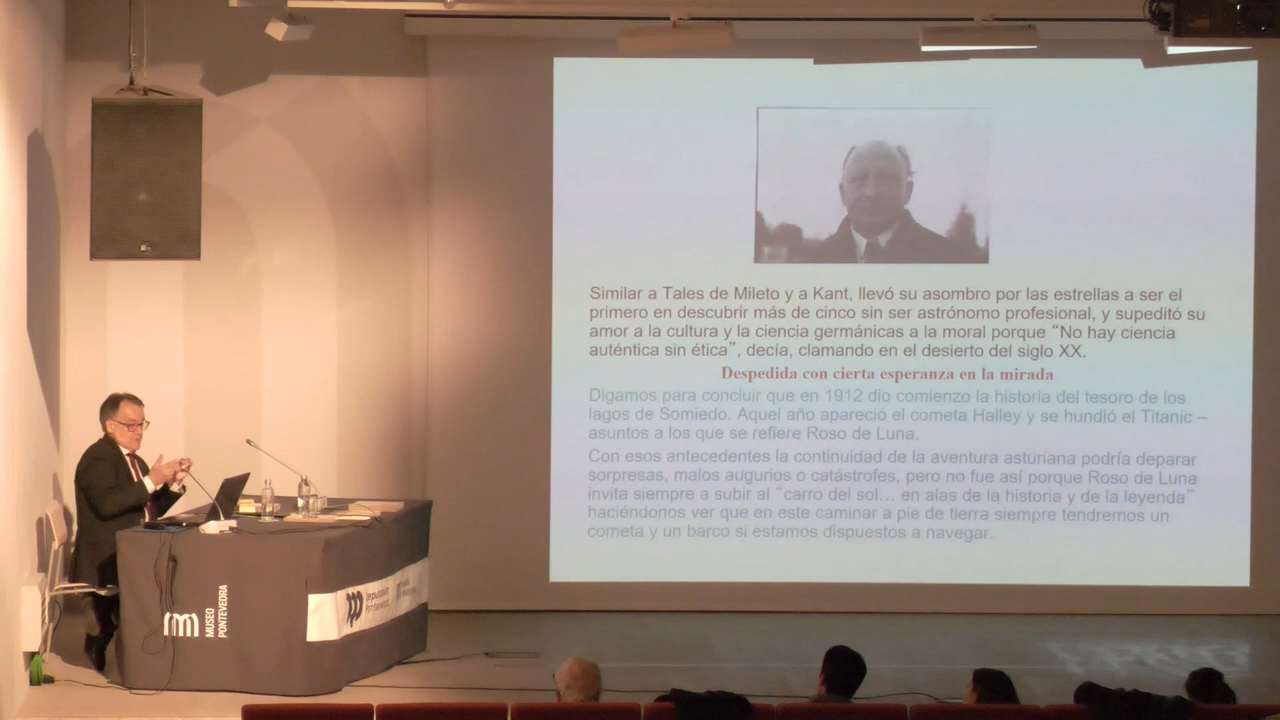 Similar a Tales de Mileto y a Kant, llevó su asombro por las estrellas a ser el
primero en descubrir más de cinco sin ser astrónomo profesional, y supeditó su
amor a la cultura y la ciencia germánicas a la moral porque “No hay ciencia
auténtica sin ética”, decía, clamando en el desierto del siglo XX.
Despedida con cierta esperanza en la mirada
Digamos para concluir que en 1912 dio comienzo la historia del tesoro de los
lagos de Somiedo. Aquel año apareció el cometa Halley y se hundió el Titanic –
asuntos a los que se refiere Roso de Luna.
Con esos antecedentes la continuidad de la aventura asturiana podría deparar
sorpresas, malos augurios o catástrofes, pero no fue así porque Roso de Luna
invita siempre a subir al “carro del sol... en alas de la historia y de la leyenda”
haciéndonos ver que en este caminar a pie de tierra siempre tendremos un
cometa y un barco si estamos dispuestos a navegar.
MUSEO
PONTEVEDRA